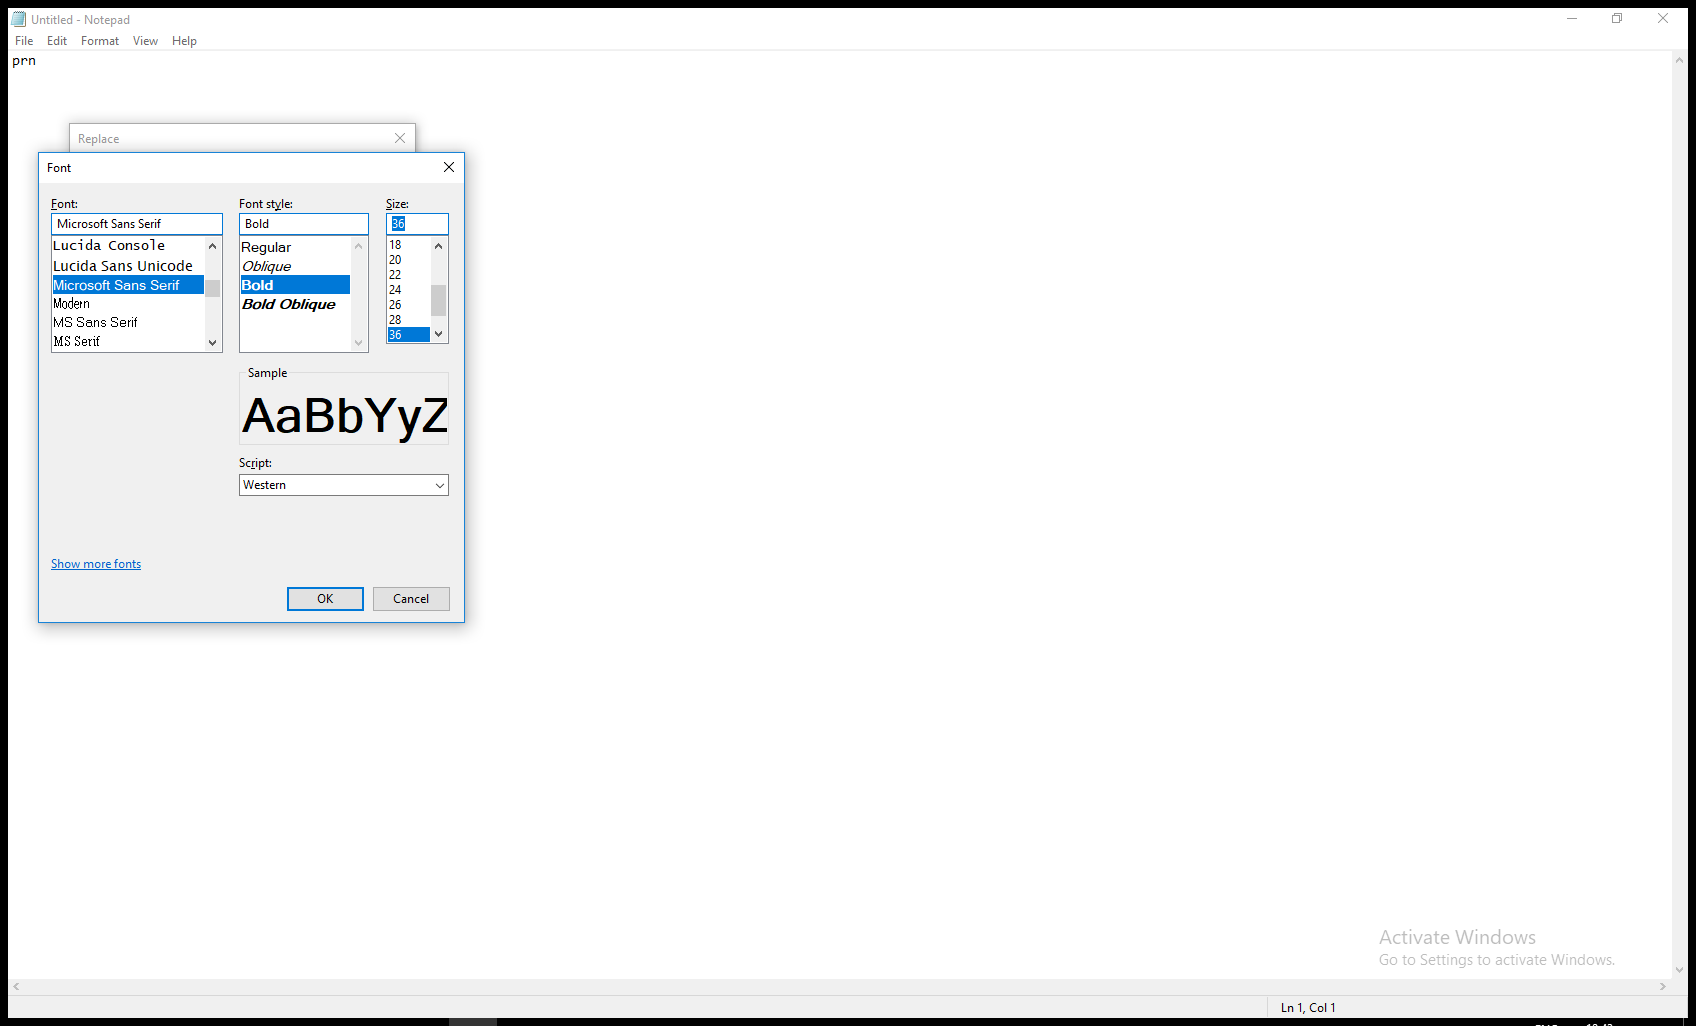 Untitled - Notepad
File Edit Format View Help
prn
Replace
Font
Font: Font style: Size:
Microsoft Sans Serif Bold 36
Lucida Console
Lucida Sans Unicode
Microsoft Sans Serif
Modern
MS Sans Serif
MS Serif
Regular
Oblique
Bold
Bold Oblique
18
20
22
24
26
28
36
Sample
AaBbYyZ
Script:
Western
Show more fonts
OK Cancel
Activate Windows
Go to Settings to activate Windows.
Ln 1, Col 1